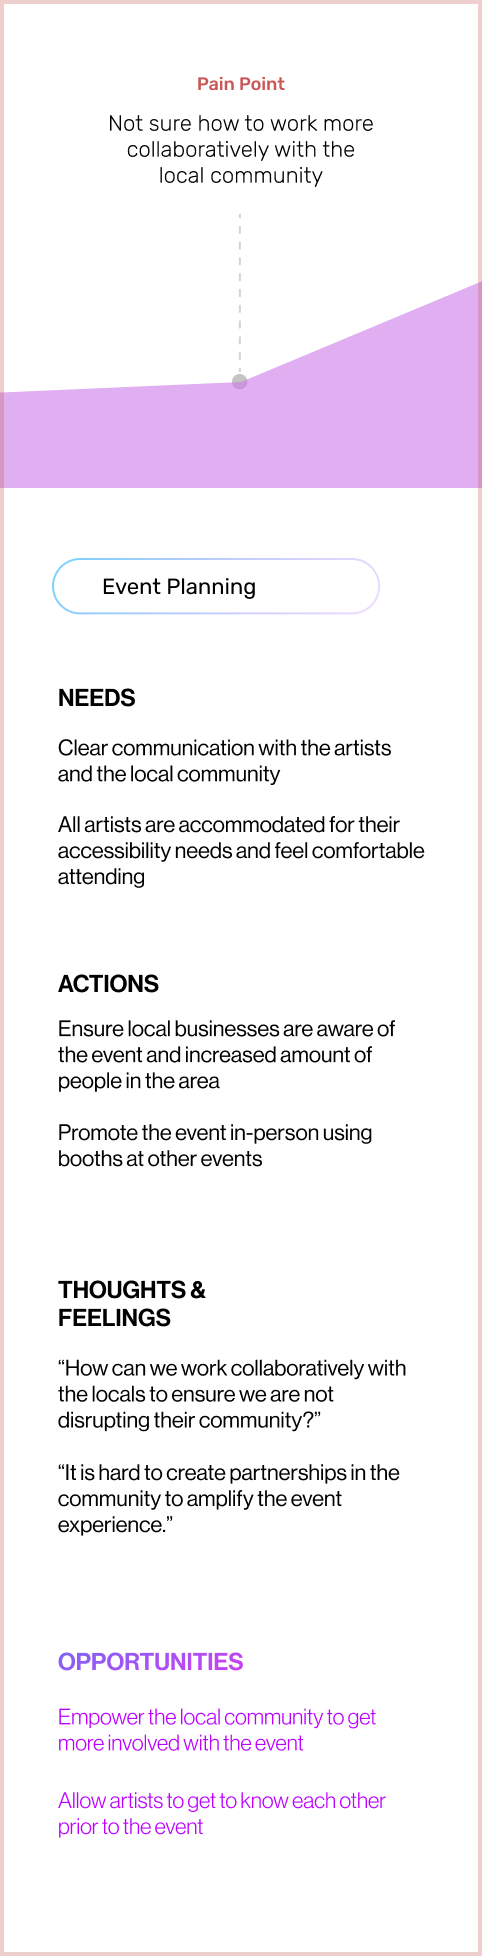 Pain Point
Not sure how to work more
collaboratively with the
local community
Event Planning
NEEDS
Clear communication with the artists
and the local community
All artists are accommodated for their
accessibility needs and feel comfortable
attending
ACTIONS
Ensure local businesses are aware of
the event and increased amount of
people in the area
Promote the event in-person using
booths at other events
THOUGHTS &
FEELINGS
“How can we work collaboratively with
the locals to ensure we are not
disrupting their community?”
“It is hard to create partnerships in the
community to amplify the event
experience.”
OPPORTUNITIES
Empower the local community to get
more involved with the event
Allow artists to get to know each other
prior to the event